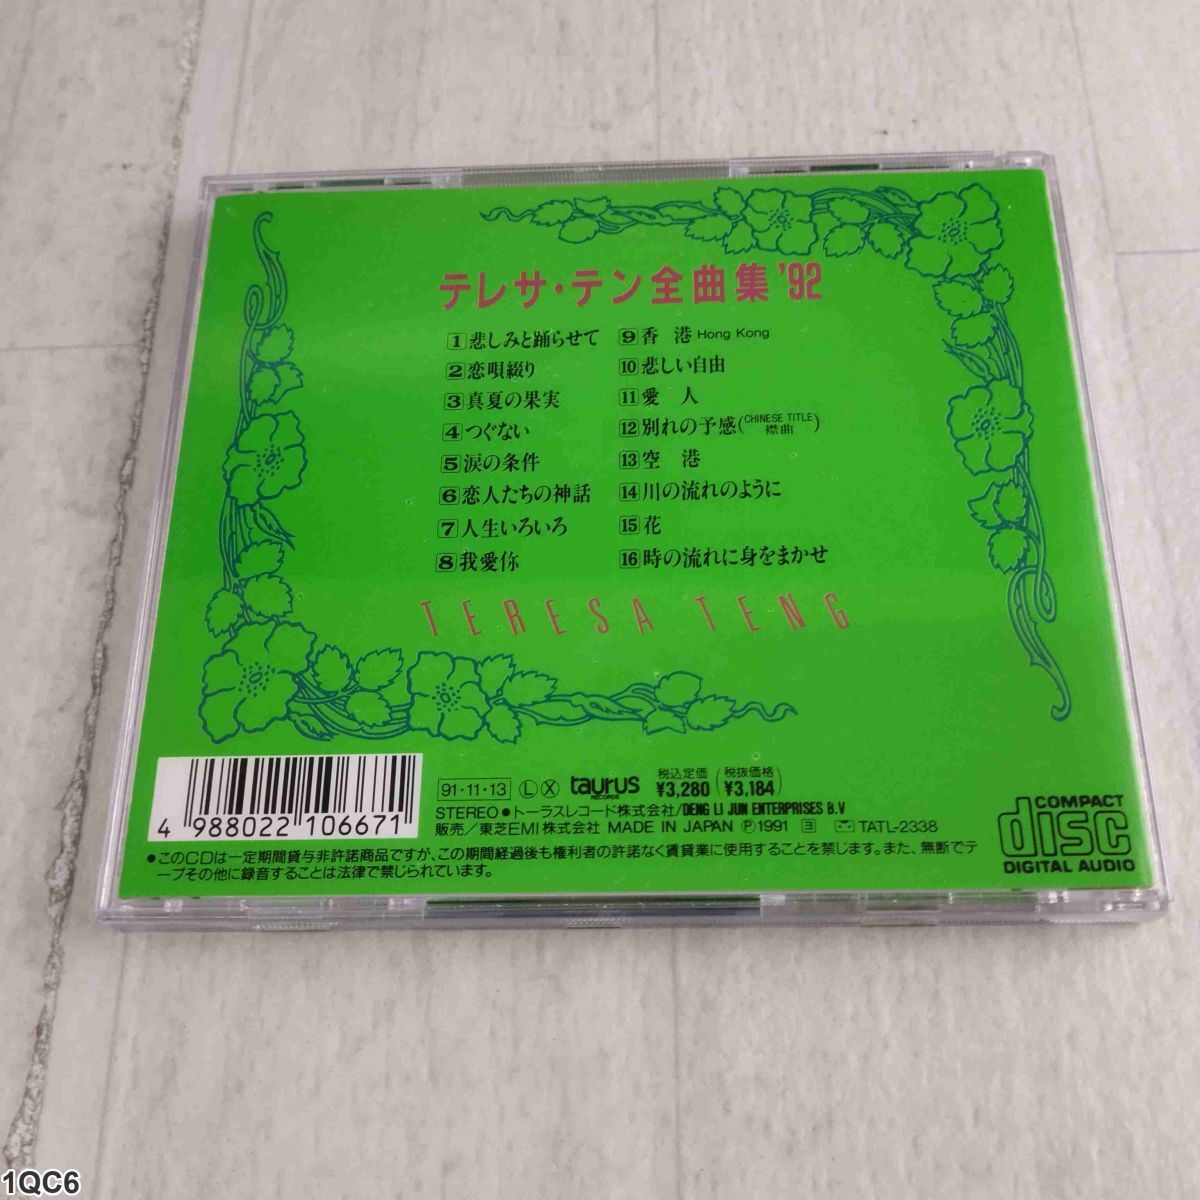 テレサ・テン全曲集'92
1 悲しみと踊らせて
2 恋唄綴り
3 真夏の果実
4 つぐない
5 涙の条件
6 恋人たちの神話
7 人生いろいろ
8 我愛你
9 香 港 Hong Kong
10 悲しい自由
11 愛 人
12 別れの予感(CHINESE TITLE 襟曲)
13 空 港
14 川の流れのように
15 花
16 時の流れに身をまかせ
TERESA TENG
4 988022 106671
91・11・13 Ⓛ Ⓧ taurus RECORDS 税込定価 ¥3,280 (税抜価格 ¥3,184)
STEREO ● トーラスレコード株式会社/DENG LI JUN ENTERPRISES B.V
販売/東芝EMI株式会社 MADE IN JAPAN Ⓟ1991 ヨ TATL-2338
●このCDは一定期間貸与非許諾商品ですが、この期間経過後も権利者の許諾なく賃貸業に使用することを禁じます。また、無断でテ
ープその他に録音することは法律で禁じられています。
COMPACT
disc
DIGITAL AUDIO
1QC6